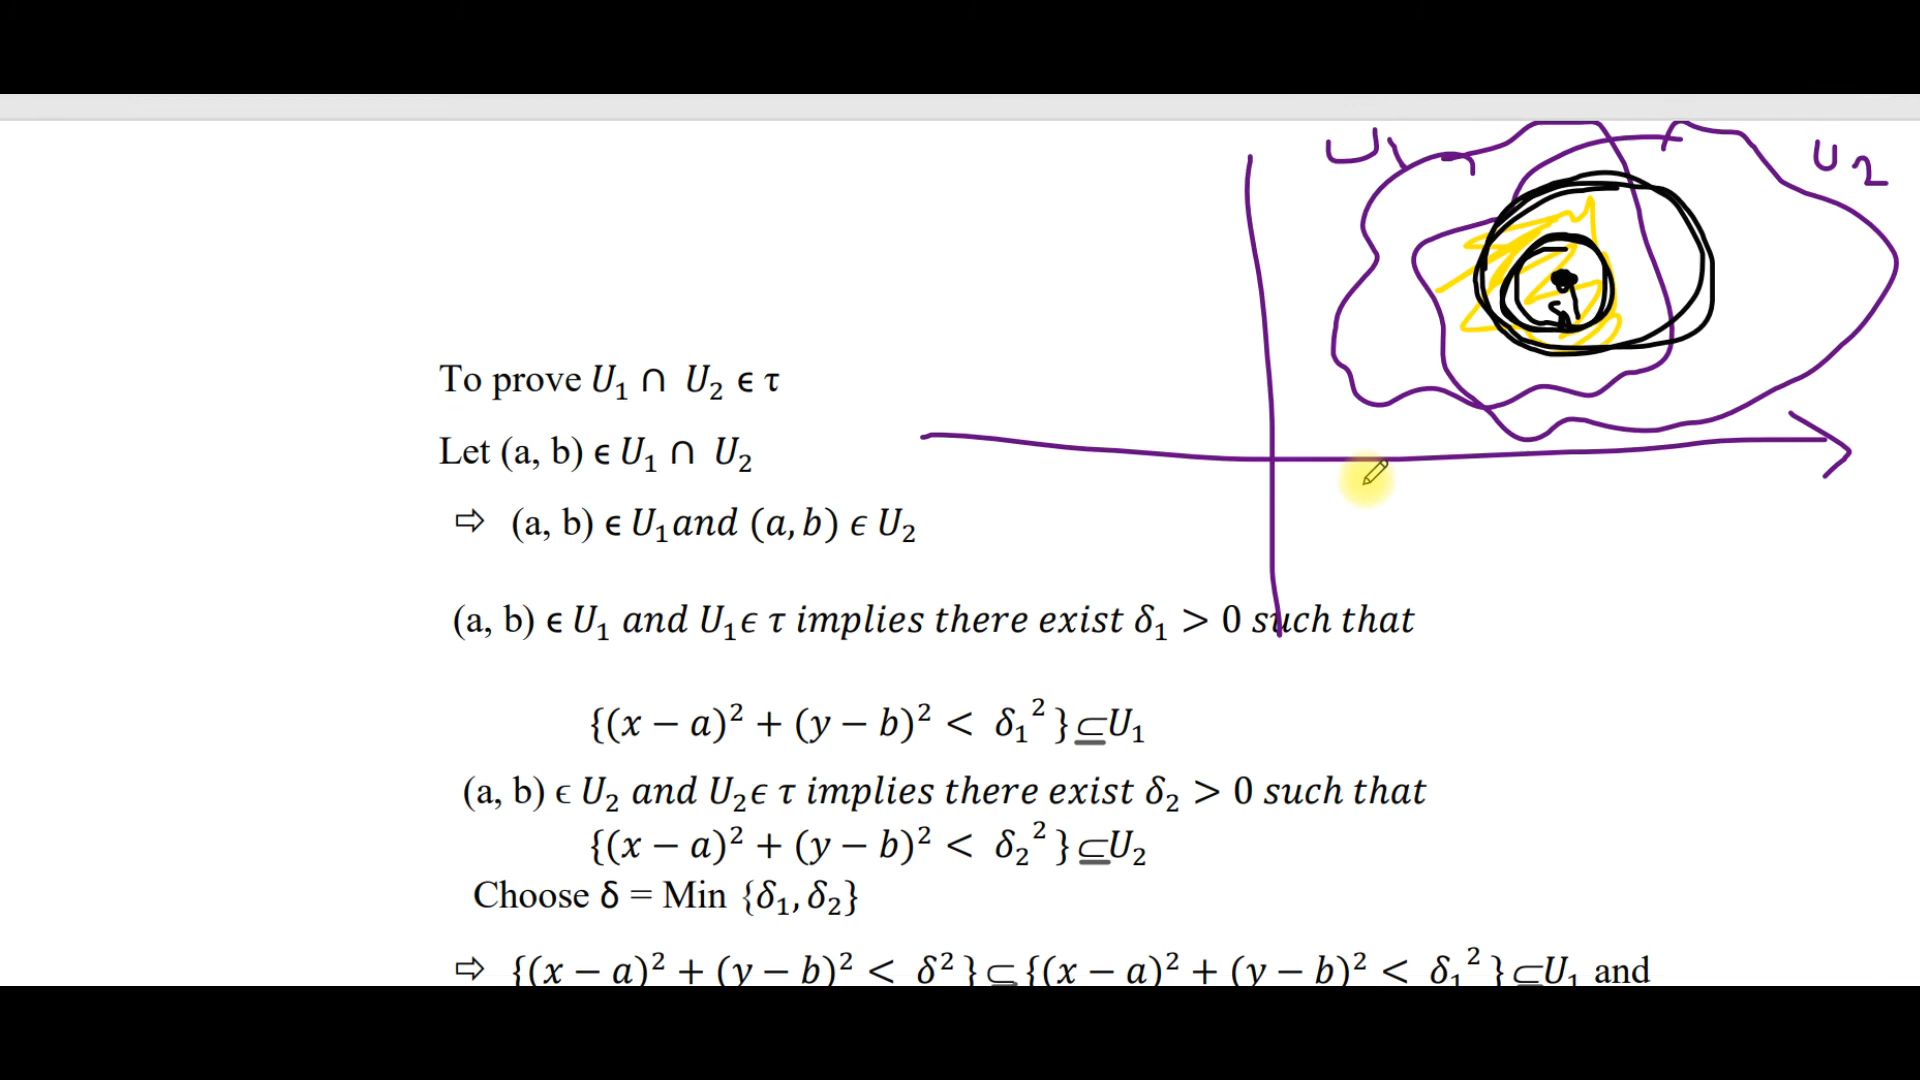 U₁
U₂
To prove U₁ ∩ U₂ ϵ τ
Let (a, b) ϵ U₁ ∩ U₂
⇨ (a, b) ϵ U₁ and (a, b) ϵ U₂
(a, b) ϵ U₁ and U₁ ϵ τ implies there exist δ₁ > 0 such that
{(x − a)² + (y − b)² < δ₁²} ⊆ U₁
(a, b) ϵ U₂ and U₂ ϵ τ implies there exist δ₂ > 0 such that
{(x − a)² + (y − b)² < δ₂²} ⊆ U₂
Choose δ = Min {δ₁, δ₂}
⇨ {(x − a)² + (y − b)² < δ²} ⊆ {(x − a)² + (y − b)² < δ₁²} ⊆ U₁ and